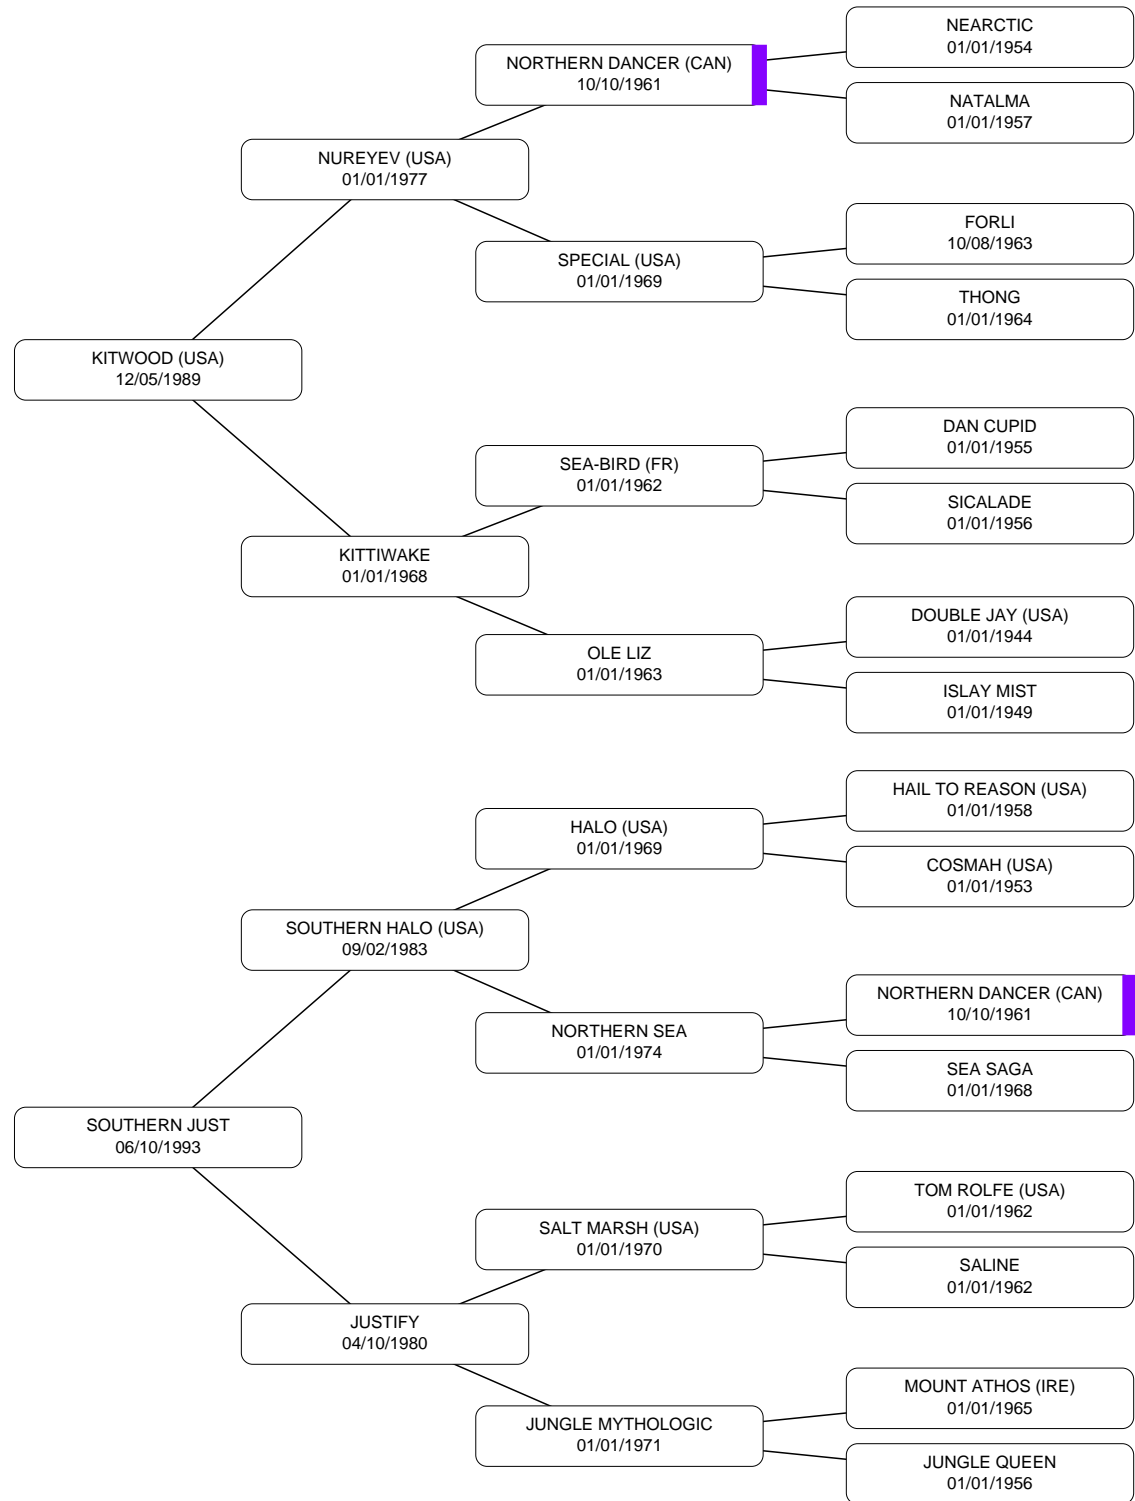 NEARCTIC
01/01/1954
NORTHERN DANCER (CAN)
10/10/1961
NATALMA
01/01/1957
NUREYEV (USA)
01/01/1977
FORLI
10/08/1963
SPECIAL (USA)
01/01/1969
THONG
01/01/1964
KITWOOD (USA)
12/05/1989
DAN CUPID
01/01/1955
SEA-BIRD (FR)
01/01/1962
SICALADE
01/01/1956
KITTIWAKE
01/01/1968
DOUBLE JAY (USA)
01/01/1944
OLE LIZ
01/01/1963
ISLAY MIST
01/01/1949
HAIL TO REASON (USA)
01/01/1958
HALO (USA)
01/01/1969
COSMAH (USA)
01/01/1953
SOUTHERN HALO (USA)
09/02/1983
NORTHERN DANCER (CAN)
10/10/1961
NORTHERN SEA
01/01/1974
SEA SAGA
01/01/1968
SOUTHERN JUST
06/10/1993
TOM ROLFE (USA)
01/01/1962
SALT MARSH (USA)
01/01/1970
SALINE
01/01/1962
JUSTIFY
04/10/1980
MOUNT ATHOS (IRE)
01/01/1965
JUNGLE MYTHOLOGIC
01/01/1971
JUNGLE QUEEN
01/01/1956